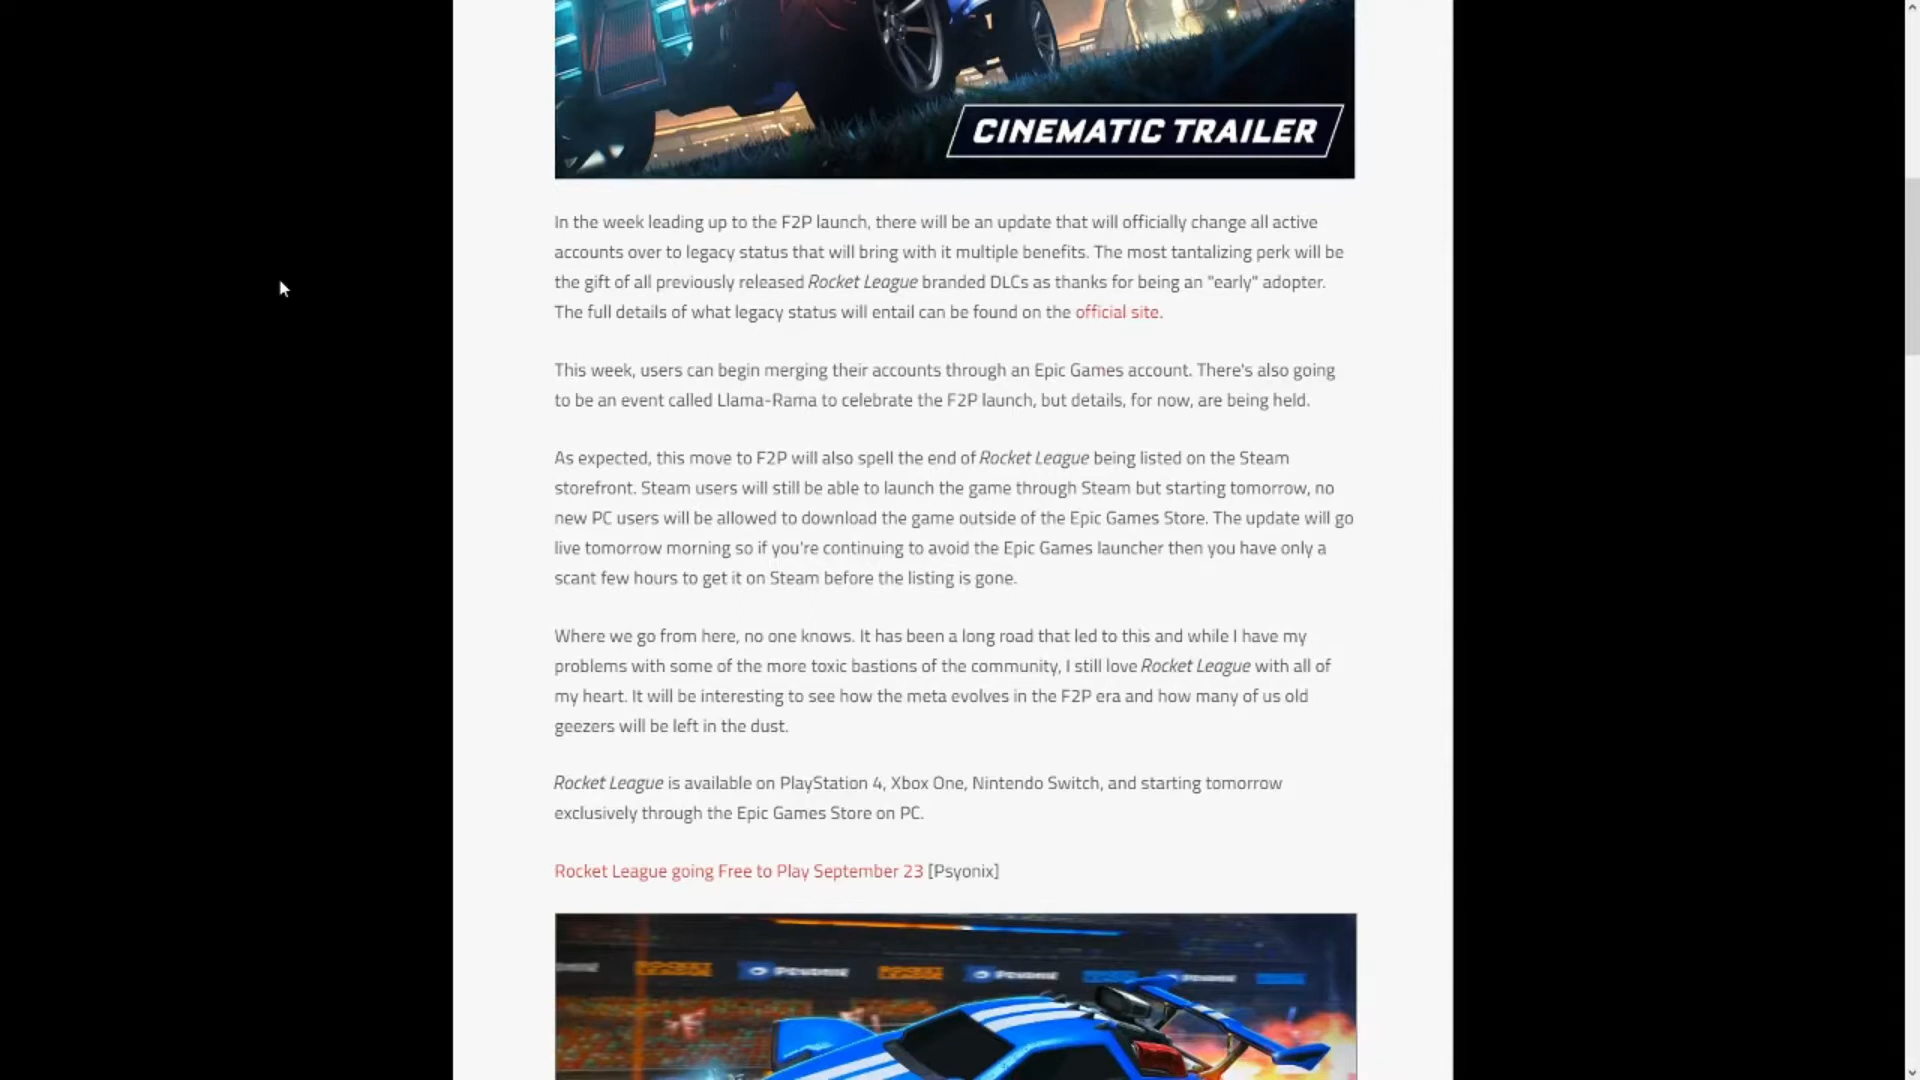 CINEMATIC TRAILER
In the week leading up to the F2P launch, there will be an update that will officially change all active
accounts over to legacy status that will bring with it multiple benefits. The most tantalizing perk will be
the gift of all previously released Rocket League branded DLCs as thanks for being an "early" adopter.
The full details of what legacy status will entail can be found on the official site.
This week, users can begin merging their accounts through an Epic Games account. There's also going
to be an event called Llama-Rama to celebrate the F2P launch, but details, for now, are being held.
As expected, this move to F2P will also spell the end of Rocket League being listed on the Steam
storefront. Steam users will still be able to launch the game through Steam but starting tomorrow, no
new PC users will be allowed to download the game outside of the Epic Games Store. The update will go
live tomorrow morning so if you're continuing to avoid the Epic Games launcher then you have only a
scant few hours to get it on Steam before the listing is gone.
Where we go from here, no one knows. It has been a long road that led to this and while I have my
problems with some of the more toxic bastions of the community, I still love Rocket League with all of
my heart. It will be interesting to see how the meta evolves in the F2P era and how many of us old
geezers will be left in the dust.
Rocket League is available on PlayStation 4, Xbox One, Nintendo Switch, and starting tomorrow
exclusively through the Epic Games Store on PC.
Rocket League going Free to Play September 23 [Psyonix]
ROCKET LEAGUE PSYONIX ROCKET LEAGUE PSYONIX PSYONIX